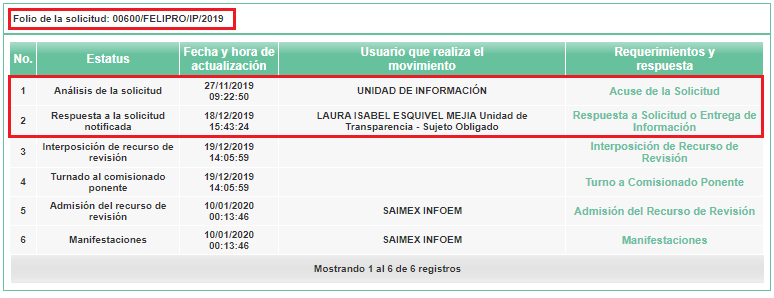 Folio de la solicitud: 00600/FELIPRO/IP/2019
No. Estatus Fecha y hora de actualización Usuario que realiza el movimiento Requerimientos y respuesta
1 Análisis de la solicitud 27/11/2019 09:22:50 UNIDAD DE INFORMACIÓN Acuse de la Solicitud
2 Respuesta a la solicitud notificada 18/12/2019 15:43:24 LAURA ISABEL ESQUIVEL MEJIA Unidad de Transparencia - Sujeto Obligado Respuesta a Solicitud o Entrega de Información
3 Interposición de recurso de revisión 19/12/2019 14:05:59 Interposición de Recurso de Revisión
4 Turnado al comisionado ponente 19/12/2019 14:05:59 Turno a Comisionado Ponente
5 Admisión del recurso de revisión 10/01/2020 00:13:46 SAIMEX INFOEM Admisión del Recurso de Revisión
6 Manifestaciones 10/01/2020 00:13:46 SAIMEX INFOEM Manifestaciones
Mostrando 1 al 6 de 6 registros